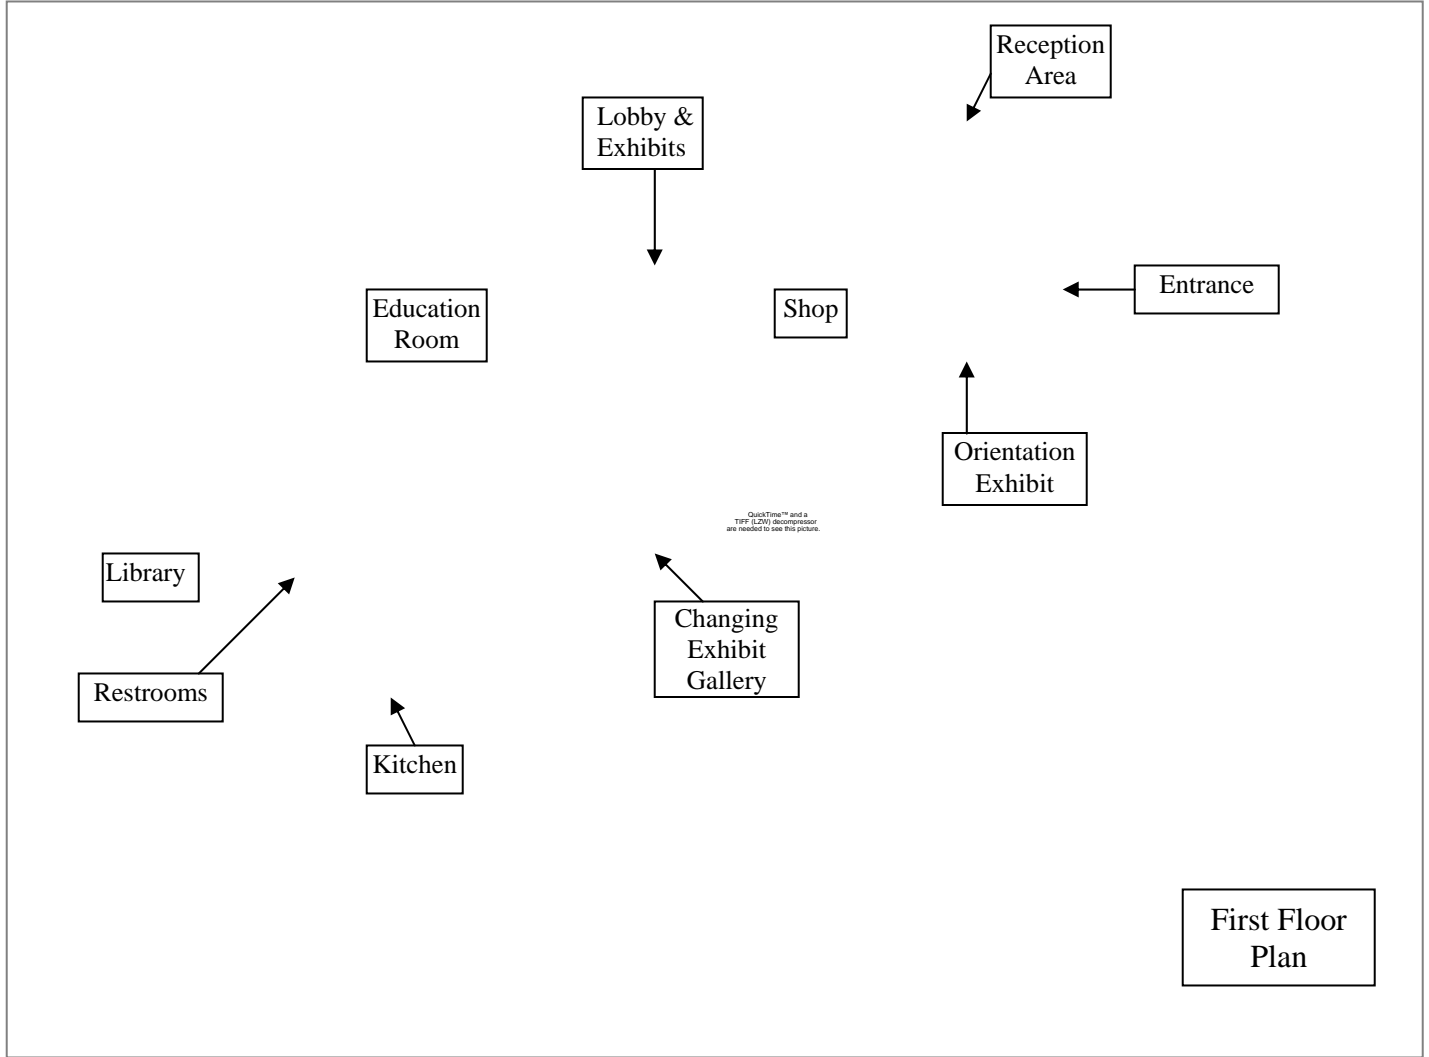 Reception
Area
Lobby &
Exhibits
Entrance
Education
Room
Shop
Orientation
Exhibit
QuickTime™ and a
TIFF (LZW) decompressor
are needed to see this picture.
Library
Changing
Exhibit
Gallery
Restrooms
Kitchen
First Floor
Plan